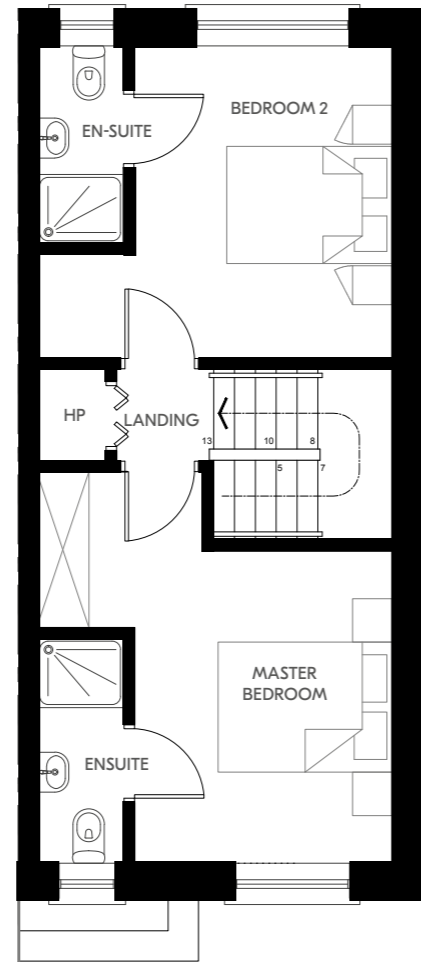 BEDROOM 2
EN-SUITE
HP
LANDING
13
10
8
5
7
MASTER
BEDROOM
ENSUITE